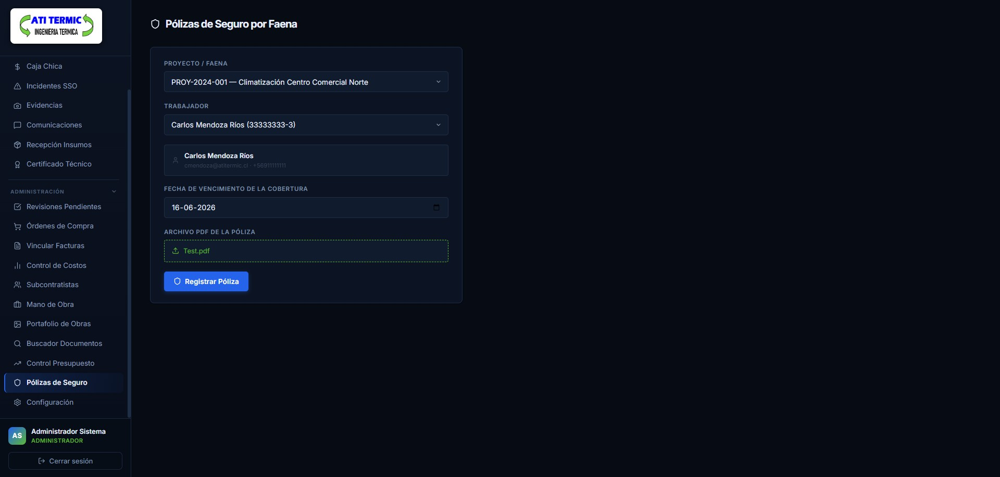 ATI TERMIC
INGENIERIA TERMICA
Caja Chica
Incidentes SSO
Evidencias
Comunicaciones
Recepción Insumos
Certificado Técnico
ADMINISTRACIÓN
Revisiones Pendientes
Órdenes de Compra
Vincular Facturas
Control de Costos
Subcontratistas
Mano de Obra
Portafolio de Obras
Buscador Documentos
Control Presupuesto
Pólizas de Seguro
Configuración
AS
Administrador Sistema
ADMINISTRADOR
Cerrar sesión
Pólizas de Seguro por Faena
PROYECTO / FAENA
PROY-2024-001 — Climatización Centro Comercial Norte
TRABAJADOR
Carlos Mendoza Ríos (33333333-3)
Carlos Mendoza Ríos
cmendoza@atitermic.cl · +56911111111
FECHA DE VENCIMIENTO DE LA COBERTURA
16-06-2026
ARCHIVO PDF DE LA PÓLIZA
Test.pdf
Registrar Póliza